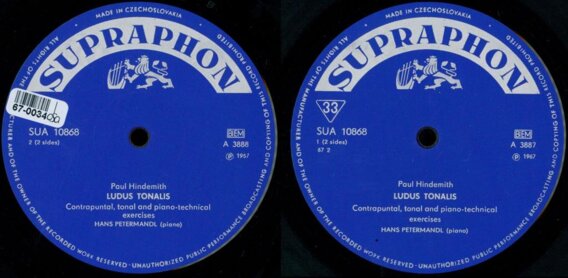 MADE IN CZECHOSLOVAKIA
ALL RIGHTS OF THE MANUFACTURER AND OF THE OWNER OF THE RECORDED WORK RESERVED - UNAUTHORIZED PUBLIC PERFORMANCE BROADCASTING AND COPYING OF THIS RECORD PROHIBITED
SUPRAPHON
67-0034
SUA 10868
2 (2 sides)
BIEM
A 3888
Ⓟ 1967
Paul Hindemith
LUDUS TONALIS
Contrapuntal, tonal and piano-technical
exercises
HANS PETERMANDL (piano)
MADE IN CZECHOSLOVAKIA
ALL RIGHTS OF THE MANUFACTURER AND OF THE OWNER OF THE RECORDED WORK RESERVED - UNAUTHORIZED PUBLIC PERFORMANCE BROADCASTING AND COPYING OF THIS RECORD PROHIBITED
SUPRAPHON
33
SUA 10868
1 (2 sides)
67 2
BIEM
A 3887
Ⓟ 1967
Paul Hindemith
LUDUS TONALIS
Contrapuntal, tonal and piano-technical
exercises
HANS PETERMANDL (piano)